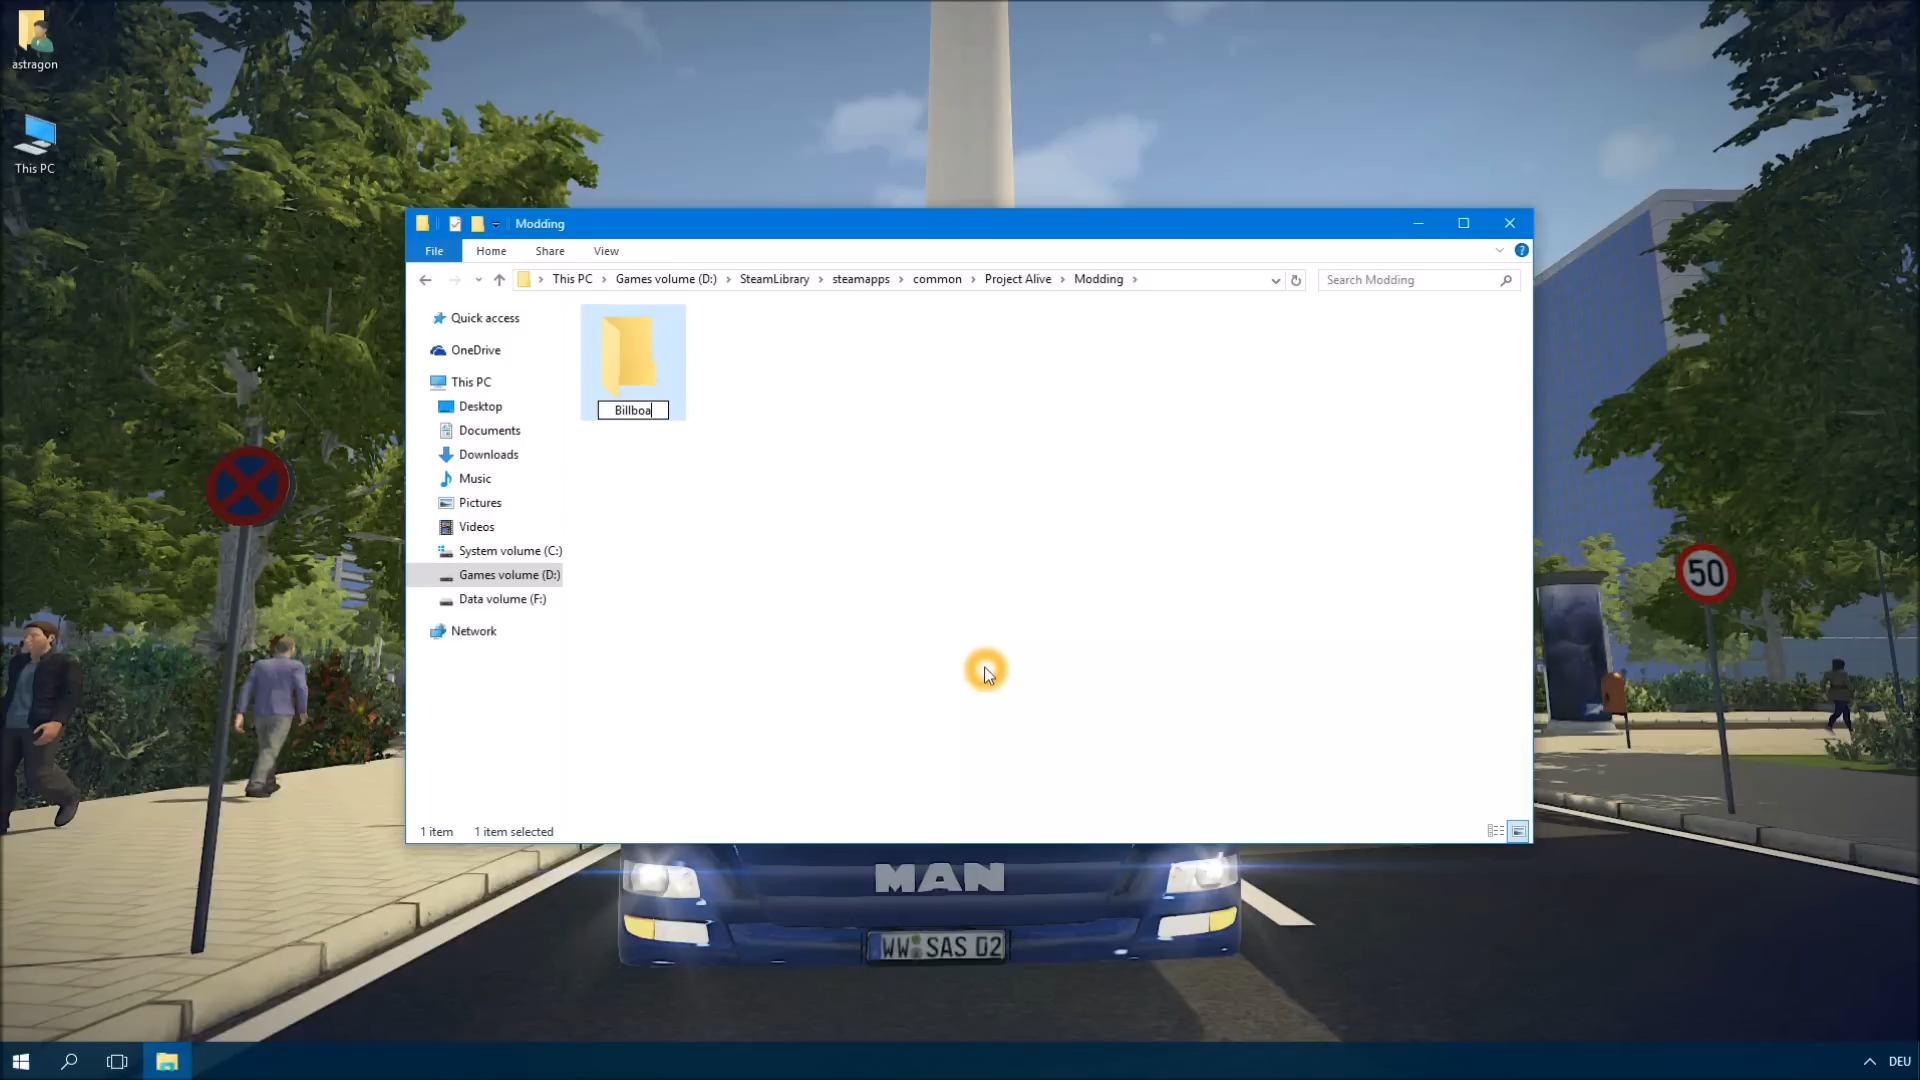 astragon
This PC
Modding
File Home Share View
This PC Games volume (D:) SteamLibrary steamapps common Project Alive Modding
Search Modding
Quick access
OneDrive
This PC
Desktop
Documents
Downloads
Music
Pictures
Videos
System volume (C:)
Games volume (D:)
Data volume (F:)
Network
Billboa
1 item 1 item selected
50
MAN
WW SAS 02
DEU